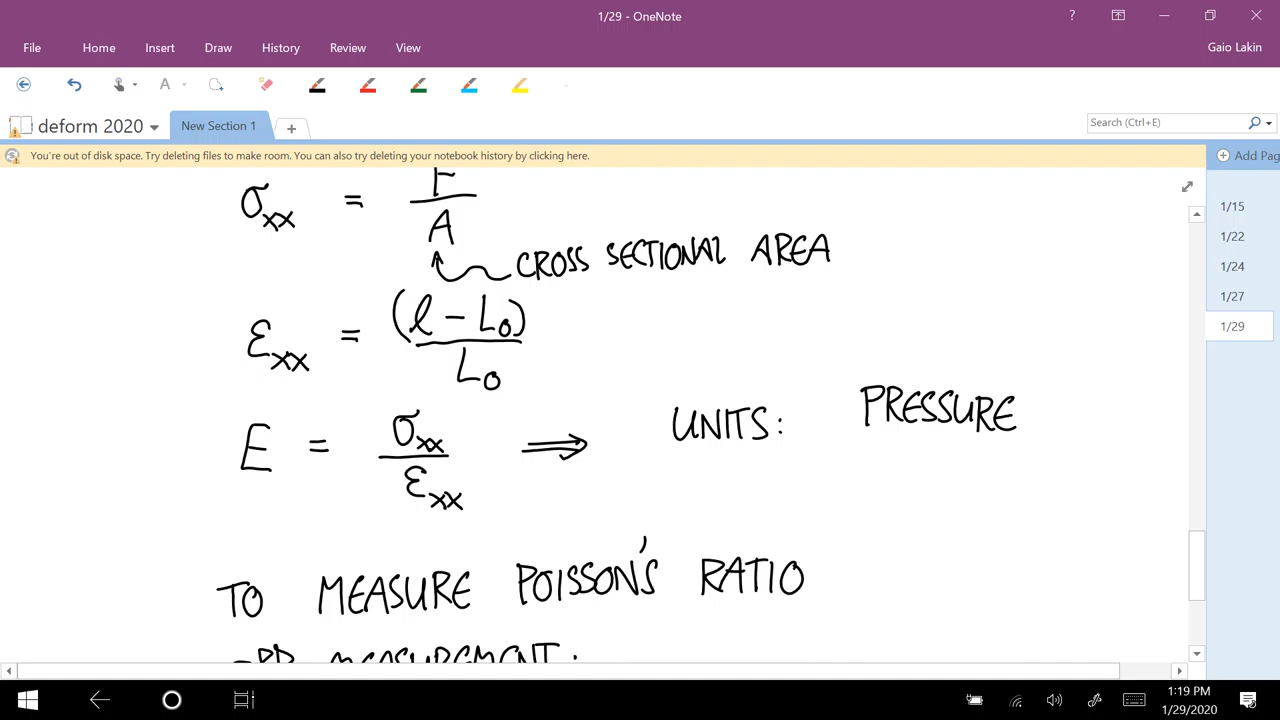 1/29 - OneNote
?
File Home Insert Draw History Review View Gaio Lakin
A
deform 2020 New Section 1 + Search (Ctrl+E)
You're out of disk space. Try deleting files to make room. You can also try deleting your notebook history by clicking here.
Add Pag
1/15
1/22
1/24
1/27
1/29
σxx = F/A
CROSS SECTIONAL AREA
εxx = (l - L0)/L0
E = σxx/εxx ⟹ UNITS: PRESSURE
TO MEASURE POISSON'S RATIO
MEASUREMENT:
1:19 PM
1/29/2020